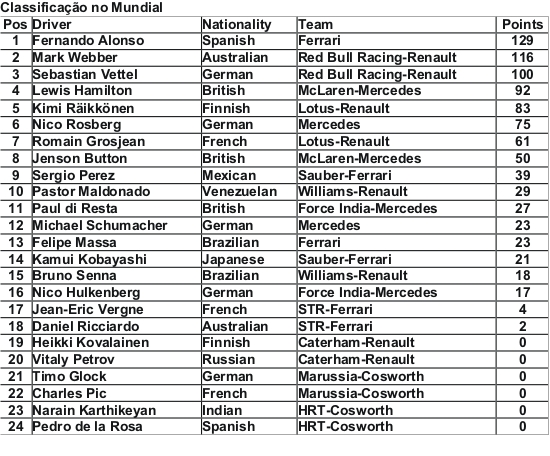 Classificação no Mundial
Pos Driver Nationality Team Points
1 Fernando Alonso Spanish Ferrari 129
2 Mark Webber Australian Red Bull Racing-Renault 116
3 Sebastian Vettel German Red Bull Racing-Renault 100
4 Lewis Hamilton British McLaren-Mercedes 92
5 Kimi Räikkönen Finnish Lotus-Renault 83
6 Nico Rosberg German Mercedes 75
7 Romain Grosjean French Lotus-Renault 61
8 Jenson Button British McLaren-Mercedes 50
9 Sergio Perez Mexican Sauber-Ferrari 39
10 Pastor Maldonado Venezuelan Williams-Renault 29
11 Paul di Resta British Force India-Mercedes 27
12 Michael Schumacher German Mercedes 23
13 Felipe Massa Brazilian Ferrari 23
14 Kamui Kobayashi Japanese Sauber-Ferrari 21
15 Bruno Senna Brazilian Williams-Renault 18
16 Nico Hulkenberg German Force India-Mercedes 17
17 Jean-Eric Vergne French STR-Ferrari 4
18 Daniel Ricciardo Australian STR-Ferrari 2
19 Heikki Kovalainen Finnish Caterham-Renault 0
20 Vitaly Petrov Russian Caterham-Renault 0
21 Timo Glock German Marussia-Cosworth 0
22 Charles Pic French Marussia-Cosworth 0
23 Narain Karthikeyan Indian HRT-Cosworth 0
24 Pedro de la Rosa Spanish HRT-Cosworth 0